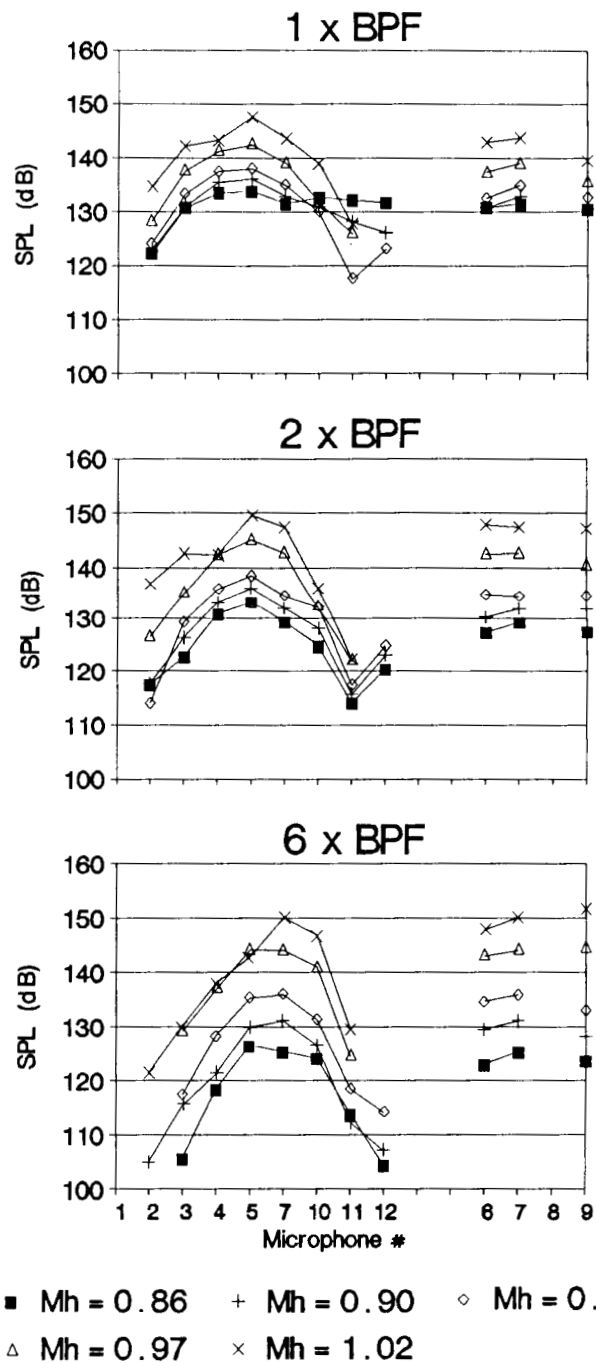 1 x BPF
160
150
140
130
120
110
100
SPL (dB)
2 x BPF
160
150
140
130
120
110
100
SPL (dB)
6 x BPF
160
150
140
130
120
110
100
SPL (dB)
1 2 3 4 5 7 10 11 12 6 7 8 9
Microphone #
Mh = 0.86 Mh = 0.90 Mh = 0.
Mh = 0.97 Mh = 1.02